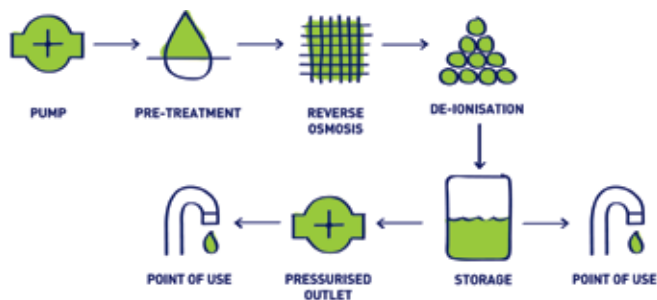 PUMP
PRE-TREATMENT
REVERSE
OSMOSIS
DE-IONISATION
POINT OF USE
PRESSURISED
OUTLET
STORAGE
POINT OF USE